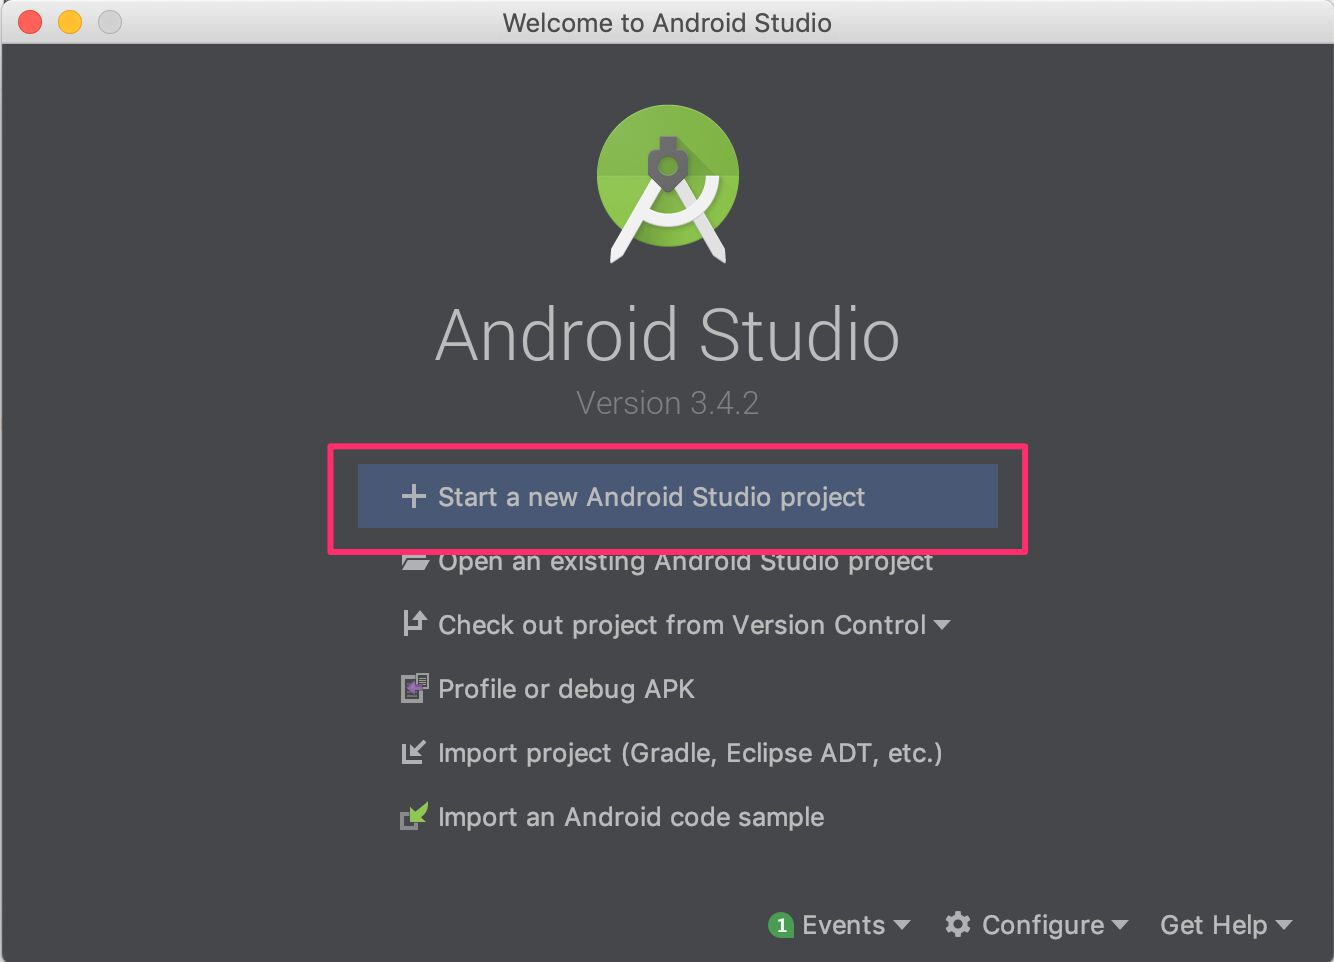 Welcome to Android Studio
Android Studio
Version 3.4.2
Start a new Android Studio project
Open an existing Android Studio project
Check out project from Version Control
Profile or debug APK
Import project (Gradle, Eclipse ADT, etc.)
Import an Android code sample
1 Events Configure Get Help